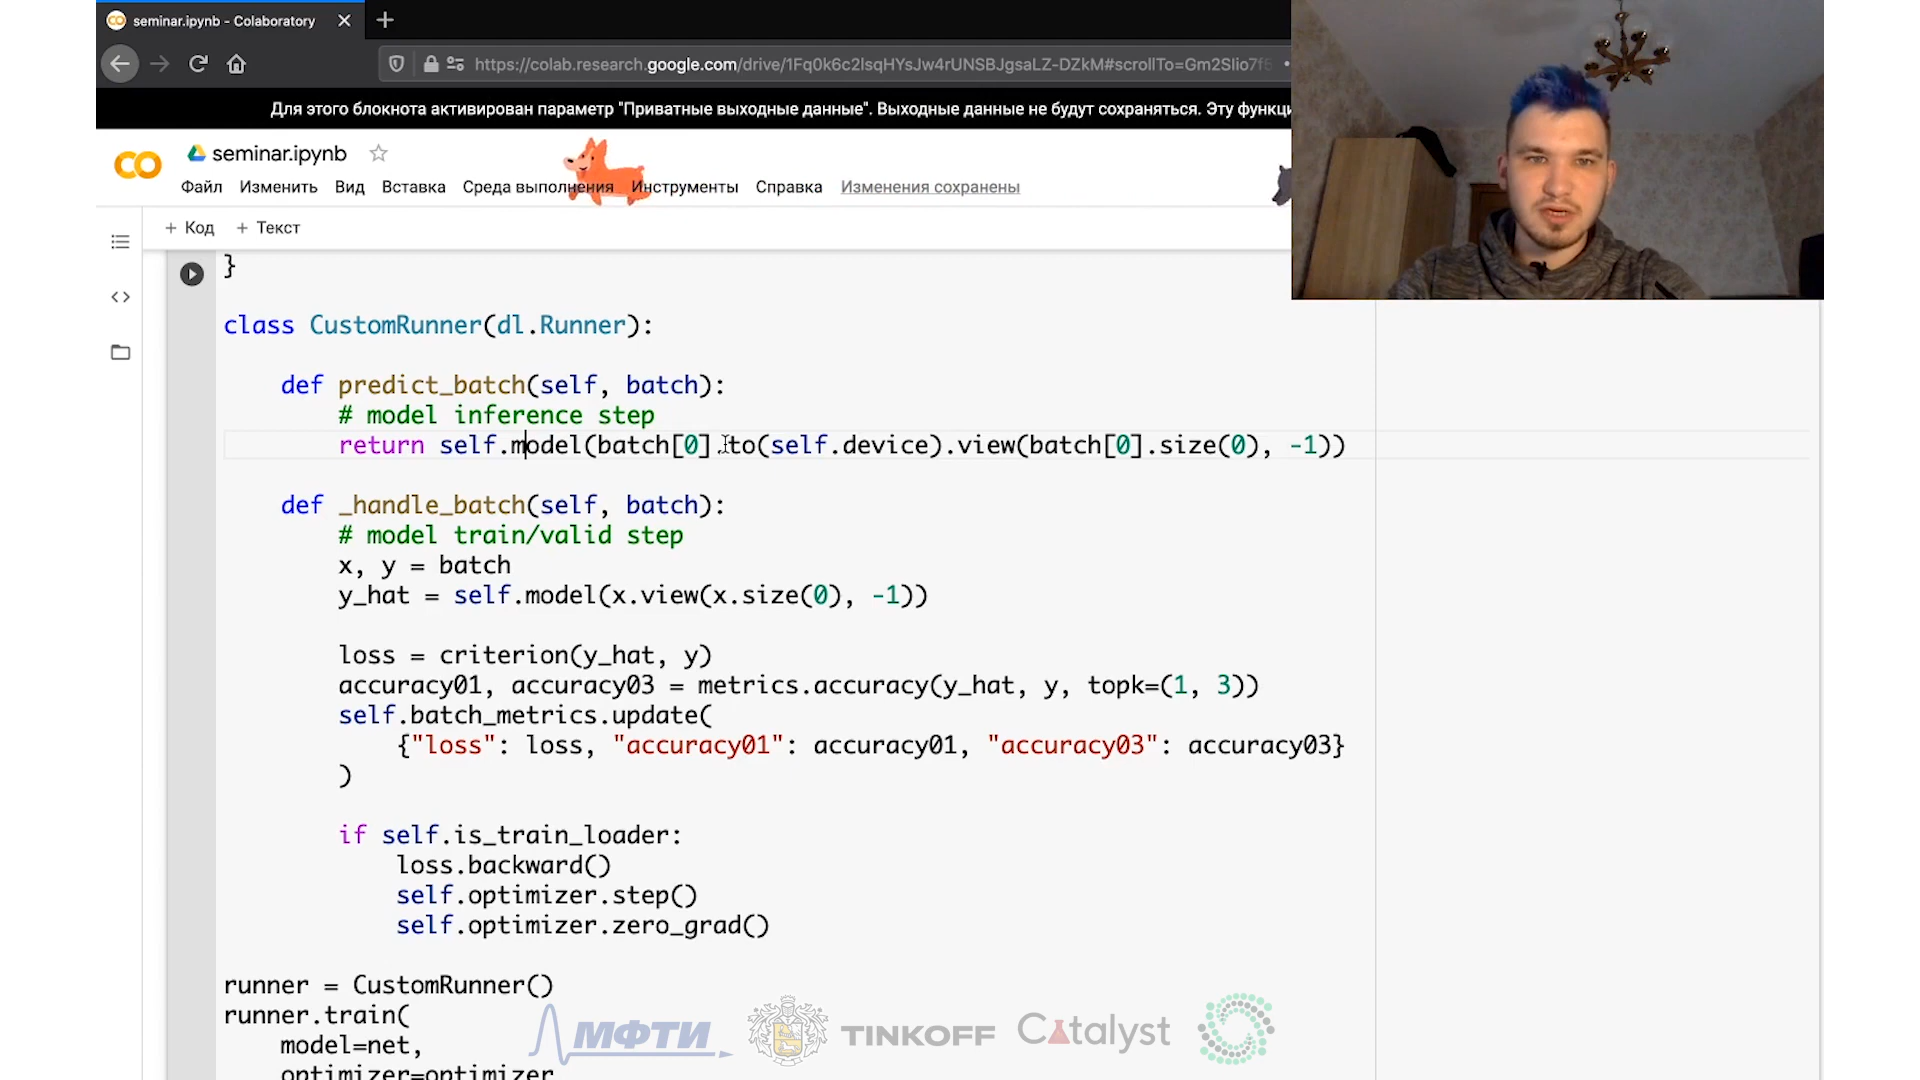 seminar.ipynb - Colaboratory
https://colab.research.google.com/drive/1Fq0k6c2lsqHYsJw4rUNSBJgsaLZ-DZkM#scrollTo=Gm2Slio7f5
Для этого блокнота активирован параметр "Приватные выходные данные". Выходные данные не будут сохраняться. Эту функци
CO
seminar.ipynb
Файл Изменить Вид Вставка Среда выполнения Инструменты Справка Изменения сохранены
+ Код + Текст
}
class CustomRunner(dl.Runner):
def predict_batch(self, batch):
# model inference step
return self.model(batch[0].to(self.device).view(batch[0].size(0), -1))
def _handle_batch(self, batch):
# model train/valid step
x, y = batch
y_hat = self.model(x.view(x.size(0), -1))
loss = criterion(y_hat, y)
accuracy01, accuracy03 = metrics.accuracy(y_hat, y, topk=(1, 3))
self.batch_metrics.update(
{"loss": loss, "accuracy01": accuracy01, "accuracy03": accuracy03}
)
if self.is_train_loader:
loss.backward()
self.optimizer.step()
self.optimizer.zero_grad()
runner = CustomRunner()
runner.train(
model=net,
optimizer=optimizer
МФТИ TINKOFF Catalyst